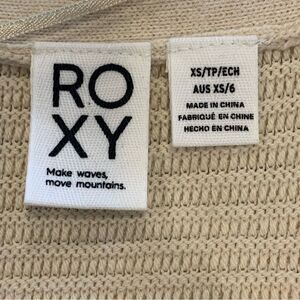 RO
XY
Make waves,
move mountains.
XS/TP/ECH
AUS XS/6
MADE IN CHINA
FABRIQUÉ EN CHINE
HECHO EN CHINA